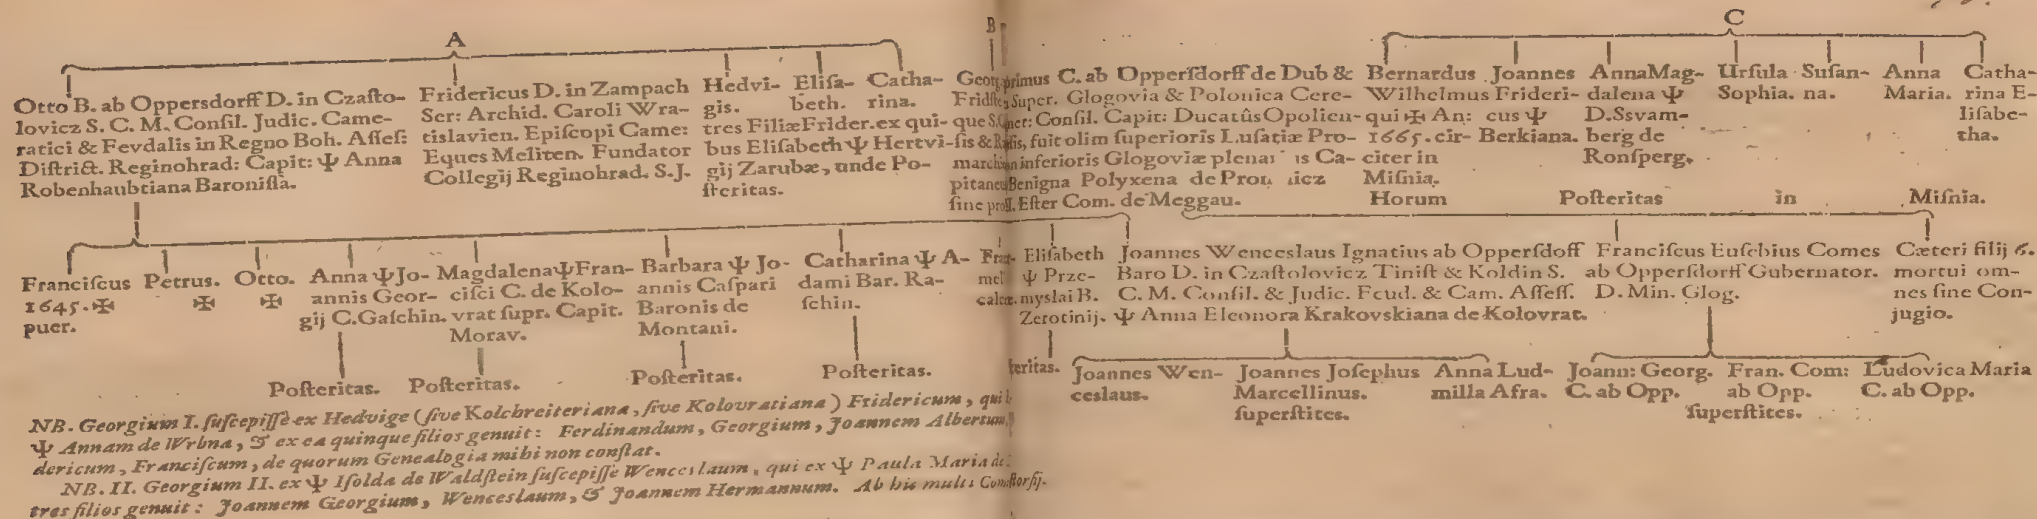 A
B
C
Otto B. ab Oppersdorff D. in Czaſto-
lovicz S. C. M. Conſil. Judic. Came-
ratici & Fevdalis in Regno Boh. Aſſeſ:
Diſtrict. Reginohrad: Capit: Ψ Anna
Robenhaubtiana Baroniſſa.
Fridericus D. in Zampach
Ser: Archid. Caroli Wra-
tislavien. Epiſcopi Came:
Eques Meliten. Fundator
Collegij Reginohrad. S.J.
Hedvi-
gis.
Eliſa-
beth.
Catha-
rina.
tres Filiæ Frider. ex qui-
bus Eliſabeth Ψ Hertvi-
gij Zarubæ, unde Po-
ſteritas.
Georg primus C. ab Opperſdorff de Dub &
Super. Glogovia & Polonica Cere-
que Conſil. Capit: Ducatûs Opolien-
ſis & fuit olim ſuperioris Luſatiæ Pro-
inferioris Glogoviæ Ca-
Benigna Polyxena de
ſine Eſter Com. de Meggau.
Bernardus
Wilhelmus
qui ✠ An:
1665. cir-
citer in
Miſnia.
Joannes
Frideri-
cus Ψ
Berkiana.
AnnaMag-
dalena Ψ
D.Ssvam-
berg de
Ronſperg.
Urſula
Sophia.
Suſan-
na.
Anna
Maria.
Catha-
rina E-
liſabe-
tha.
Horum Poſteritas in Miſnia.
Franciſcus
1645. ✠
puer.
Petrus.
✠
Otto.
✠
Anna Ψ Jo-
annis Geor-
gij C.Gaſchin.
Magdalena Ψ Fran-
ciſci C. de Kolo-
vrat ſupr. Capit.
Morav.
Barbara Ψ Jo-
annis Caſpari
Baronis de
Montani.
Catharina Ψ A-
dami Bar. Ra-
ſchin.
Eliſabeth
Ψ Prze-
myslai B.
Zerotinij.
Joannes Wenceslaus Ignatius ab Opperſdoff
Baro D. in Czaſtolovicz Tiniſt & Koldin S.
C. M. Conſil. & Judic. Feud. & Cam. Aſſeſſ.
Ψ Anna Eleonora Krakovskiana de Kolovrat.
Franciſcus Euſebius Comes
ab Opperſdorff Gubernator.
D. Min. Glog.
Cæteri filij 6.
mortui om-
nes ſine Con-
jugio.
Poſteritas.
Poſteritas.
Poſteritas.
Poſteritas.
Joannes Wen-
ceslaus.
Joannes Joſephus
Marcellinus.
ſuperſtites.
Anna Lud-
milla Afra.
Joann: Georg.
C. ab Opp.
Fran. Com:
ab Opp.
ſuperſtites.
Ludovica Maria
C. ab Opp.
NB. Georgium I. ſuſcepiſſe ex Hedvige (ſive Kolchreiteriana, ſive Kolovratiana) Fridericum, qui
Ψ Annam de Wrbna, & ex ea quinque filios genuit: Ferdinandum, Georgium, Joannem Albertum,
dericum, Franciſcum, de quorum Genealogia mihi non conſtat.
NB. II. Georgium II. ex Ψ Iſolda de Waldſtein ſuſcepiſſe Wenceslaum, qui ex Ψ Paula Maria
tres filios genuit: Joannem Georgium, Wenceslaum, & Joannem Hermannum. Ab his multi